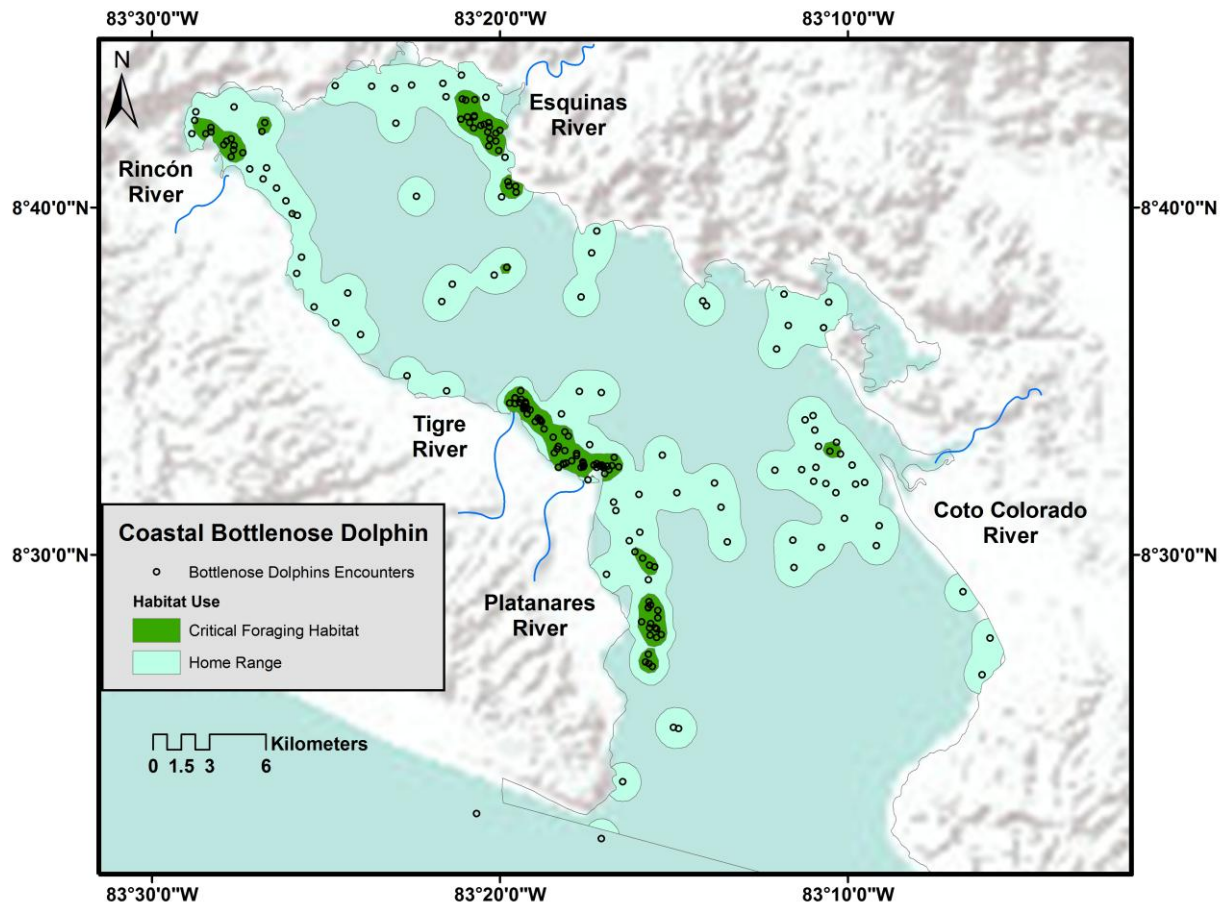 83°30'0"W 83°20'0"W 83°10'0"W
N
Esquinas
River
Rincón
River
8°40'0"N 8°40'0"N
Tigre
River
Coto Colorado
River
8°30'0"N 8°30'0"N
Platanares
River
Coastal Bottlenose Dolphin
Bottlenose Dolphins Encounters
Habitat Use
Critical Foraging Habitat
Home Range
Kilometers
0 1.5 3 6
83°30'0"W 83°20'0"W 83°10'0"W